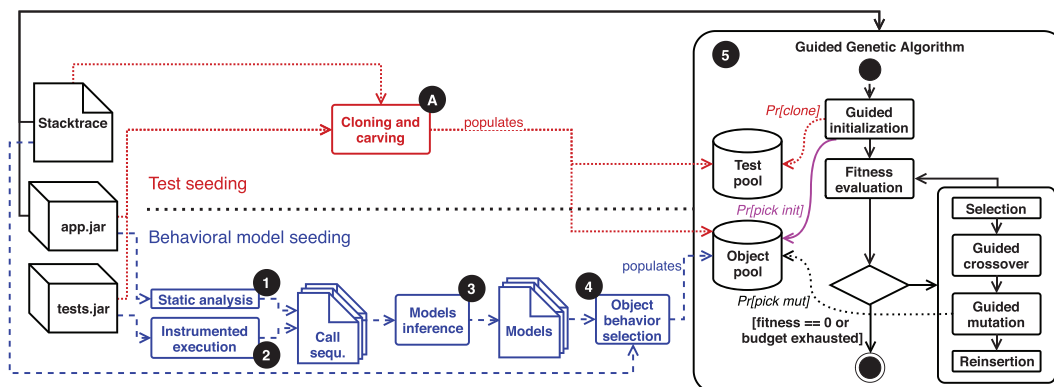 5
Guided Genetic Algorithm
Stacktrace
A
Cloning and
carving
populates
Pr[clone]
Guided
initialization
Test
pool
Fitness
evaluation
Test seeding
app.jar
Behavioral model seeding
Pr[pick init]
Object
pool
Selection
Guided
crossover
Guided
mutation
Reinsertion
populates
tests.jar
1
Static analysis
Instrumented
execution
2
Call
sequ.
3
Models
inference
Models
4
Object
behavior
selection
Pr[pick mut]
[fitness == 0 or
budget exhausted]